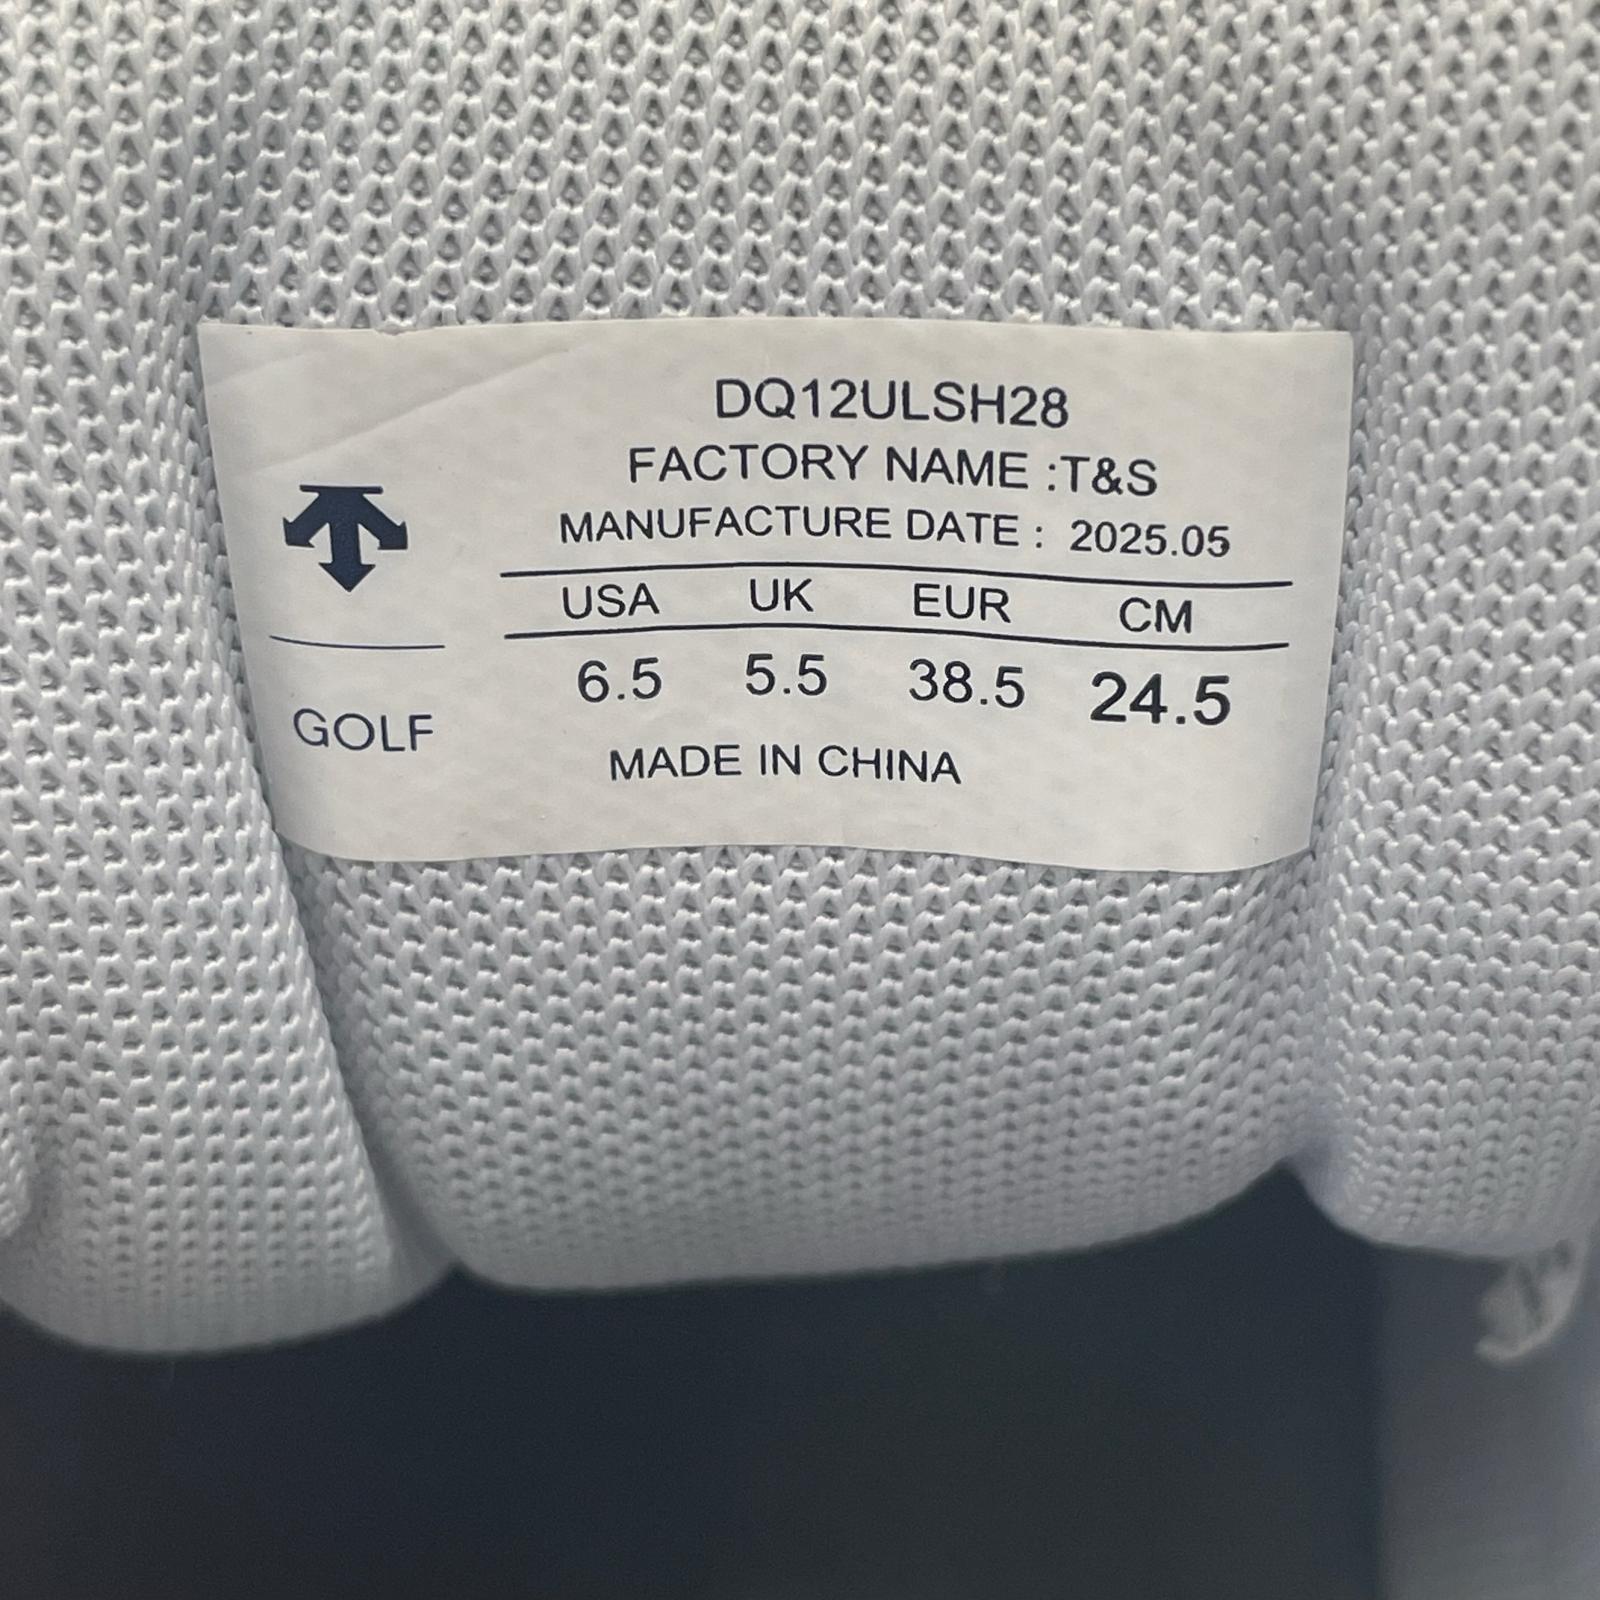 DQ12ULSH28
FACTORY NAME :T&S
MANUFACTURE DATE : 2025.05
USA UK EUR CM
6.5 5.5 38.5 24.5
MADE IN CHINA
GOLF